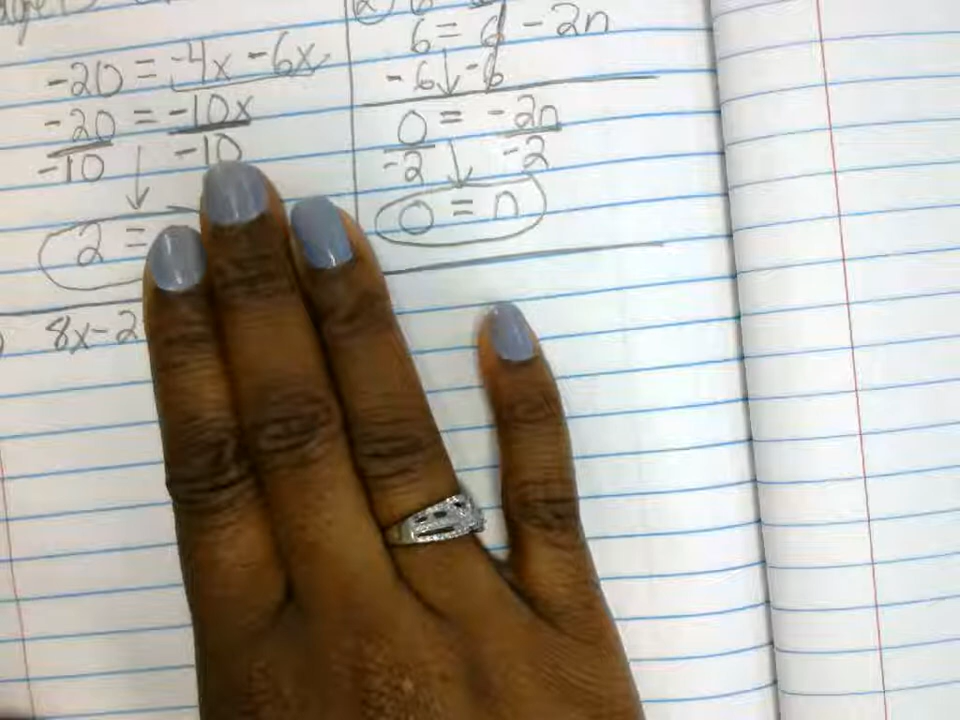 -20 = -4x - 6x
-20 = -10x
-10 -10
2 =
8x-2
6 = 6 - 2n
-6 -6
0 = -2n
-2 -2
0 = n